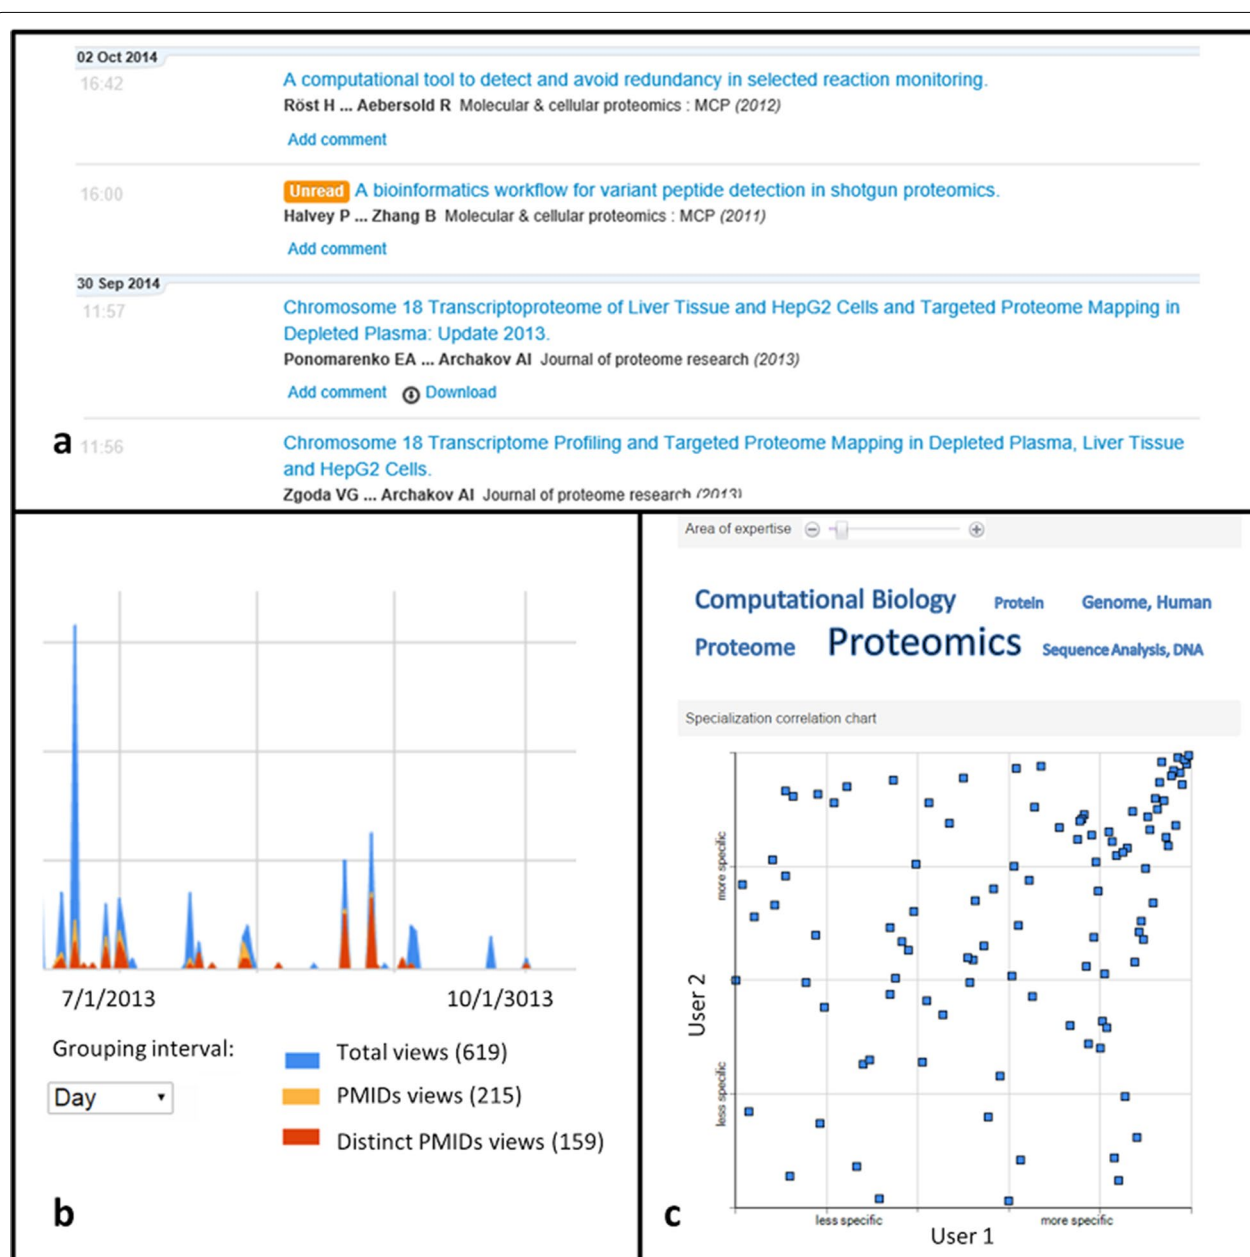 02 Oct 2014
16:42
A computational tool to detect and avoid redundancy in selected reaction monitoring.
Röst H ... Aebersold R Molecular & cellular proteomics : MCP (2012)
Add comment
16:00
Unread A bioinformatics workflow for variant peptide detection in shotgun proteomics.
Halvey P ... Zhang B Molecular & cellular proteomics : MCP (2011)
Add comment
30 Sep 2014
11:57
Chromosome 18 Transcriptoproteome of Liver Tissue and HepG2 Cells and Targeted Proteome Mapping in
Depleted Plasma: Update 2013.
Ponomarenko EA ... Archakov AI Journal of proteome research (2013)
Add comment Download
a
11:56
Chromosome 18 Transcriptome Profiling and Targeted Proteome Mapping in Depleted Plasma, Liver Tissue
and HepG2 Cells.
Zgoda VG ... Archakov AI Journal of proteome research (2013)
7/1/2013
10/1/3013
Grouping interval:
Day
Total views (619)
PMIDs views (215)
Distinct PMIDs views (159)
b
Area of expertise
Computational Biology Protein Genome, Human
Proteome Proteomics Sequence Analysis, DNA
Specialization correlation chart
more specific
User 2
less specific
less specific
more specific
User 1
c